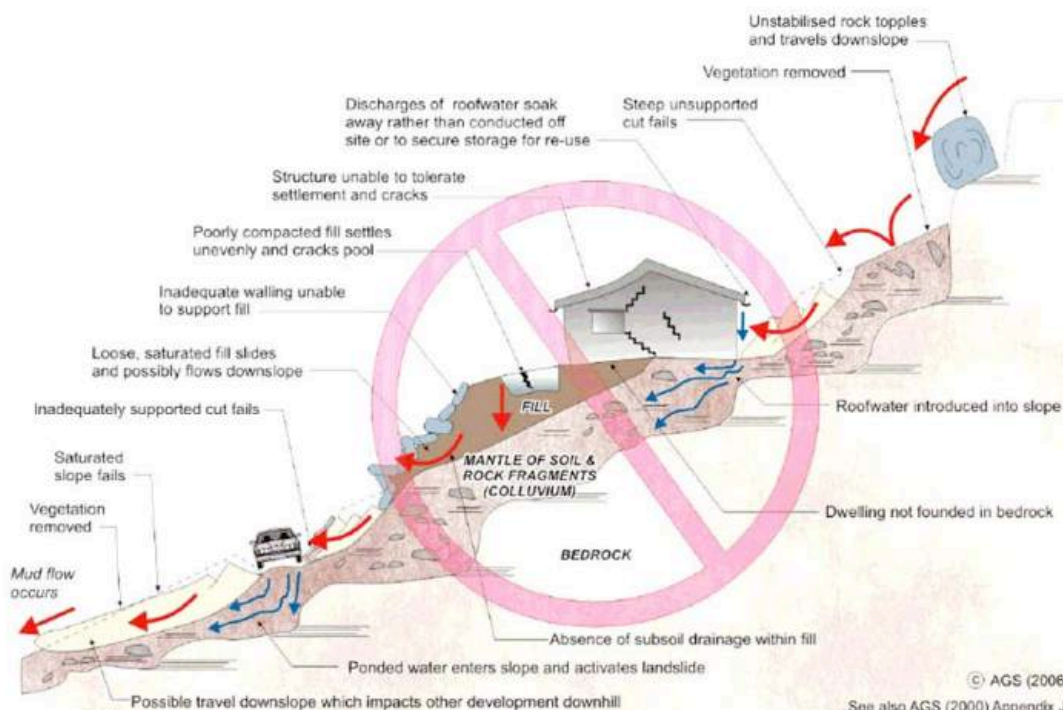 Unstabilised rock topples
and travels downslope
Vegetation removed
Discharges of roofwater soak
away rather than conducted off
site or to secure storage for re-use
Steep unsupported
cut fails
Structure unable to tolerate
settlement and cracks
Poorly compacted fill settles
unevenly and cracks pool
Inadequate walling unable
to support fill
Loose, saturated fill slides
and possibly flows downslope
Inadequately supported cut fails
Roofwater introduced into slope
FILL
Saturated
slope fails
MANTLE OF SOIL &
ROCK FRAGMENTS
(COLLUVIUM)
Vegetation
removed
Dwelling not founded in bedrock
BEDROCK
Mud flow
occurs
Absence of subsoil drainage within fill
Ponded water enters slope and activates landslide
© AGS (2006
Possible travel downslope which impacts other development downhill
See also AGS (2000) Appendix